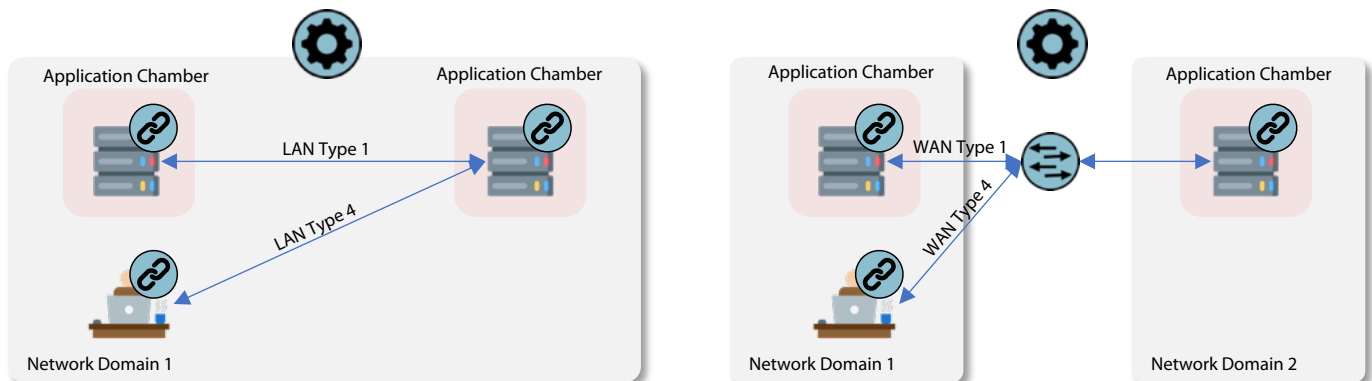 Application Chamber
Application Chamber
LAN Type 1
LAN Type 4
Network Domain 1
Application Chamber
Application Chamber
WAN Type 1
WAN Type 4
Network Domain 1
Network Domain 2